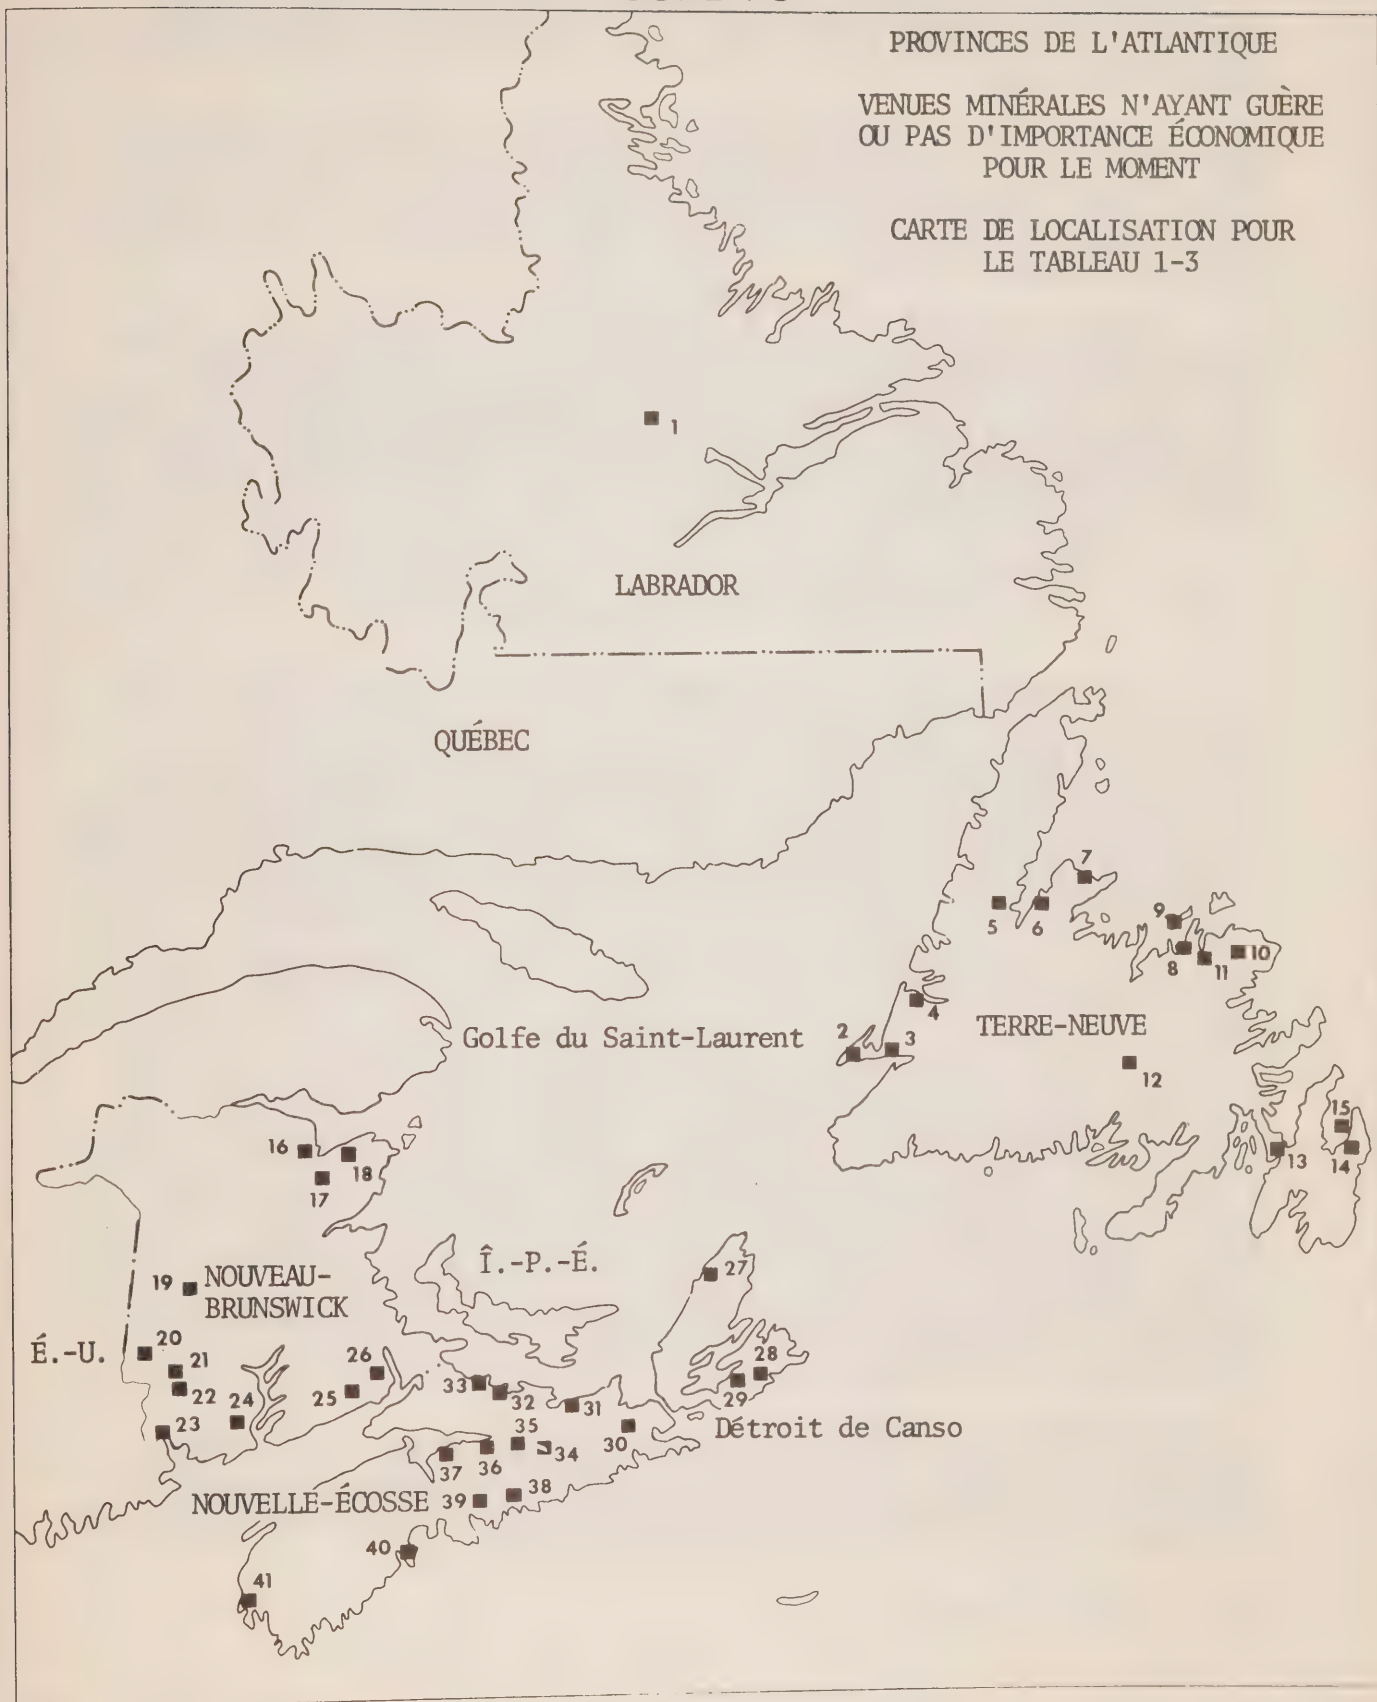 PROVINCES DE L'ATLANTIQUE
VENUES MINÉRALES N'AYANT GUÈRE
OU PAS D'IMPORTANCE ÉCONOMIQUE
POUR LE MOMENT
CARTE DE LOCALISATION POUR
LE TABLEAU 1-3
1
LABRADOR
QUÉBEC
7
5
6
9
8
11
10
4
Golfe du Saint-Laurent
2
3
TERRE-NEUVE
12
15
13
14
16
18
17
Î.-P.-É.
27
19
NOUVEAU-
BRUNSWICK
É.-U.
20
21
22
26
25
24
23
28
29
33
32
31
30
Détroit de Canso
35
34
36
37
NOUVELLE-ÉCOSSE
39
38
40
41